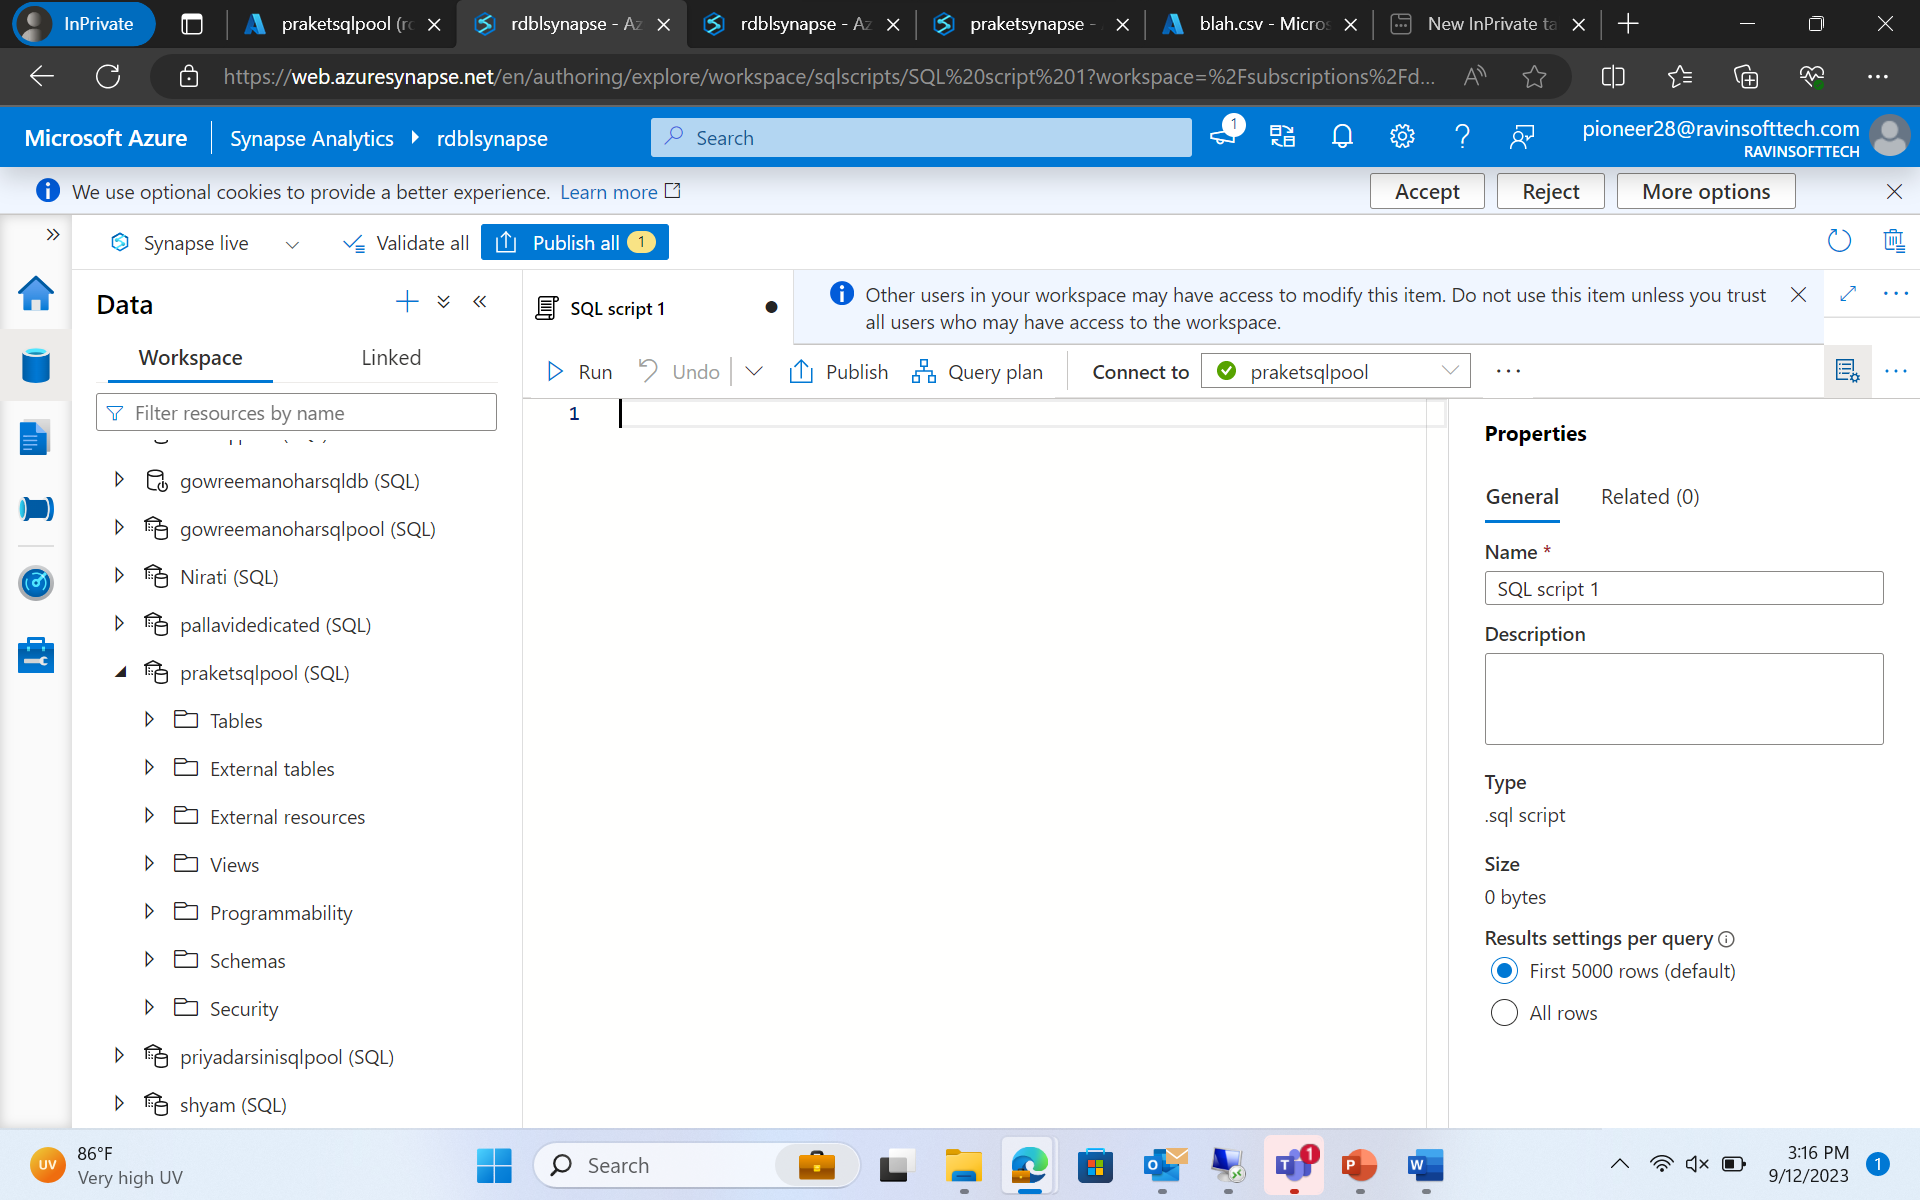 InPrivate
praketsqlpool (rd
rdblsynapse - Az
rdblsynapse - Az
praketsynapse -
blah.csv - Micros
New InPrivate ta
https://web.azuresynapse.net/en/authoring/explore/workspace/sqlscripts/SQL%20script%201?workspace=%2Fsubscriptions%2Fd...
Microsoft Azure
Synapse Analytics
rdblsynapse
Search
1
pioneer28@ravinsofttech.com
RAVINSOFTTECH
We use optional cookies to provide a better experience. Learn more
Accept
Reject
More options
Synapse live
Validate all
Publish all 1
Data
Workspace
Linked
Filter resources by name
gowreemanoharsqldb (SQL)
gowreemanoharsqlpool (SQL)
Nirati (SQL)
pallavidedicated (SQL)
praketsqlpool (SQL)
Tables
External tables
External resources
Views
Programmability
Schemas
Security
priyadarsinisqlpool (SQL)
shyam (SQL)
SQL script 1
Other users in your workspace may have access to modify this item. Do not use this item unless you trust
all users who may have access to the workspace.
Run
Undo
Publish
Query plan
Connect to
praketsqlpool
1
Properties
General
Related (0)
Name *
SQL script 1
Description
Type
.sql script
Size
0 bytes
Results settings per query
First 5000 rows (default)
All rows
UV
86°F
Very high UV
Search
1
3:16 PM
9/12/2023
1